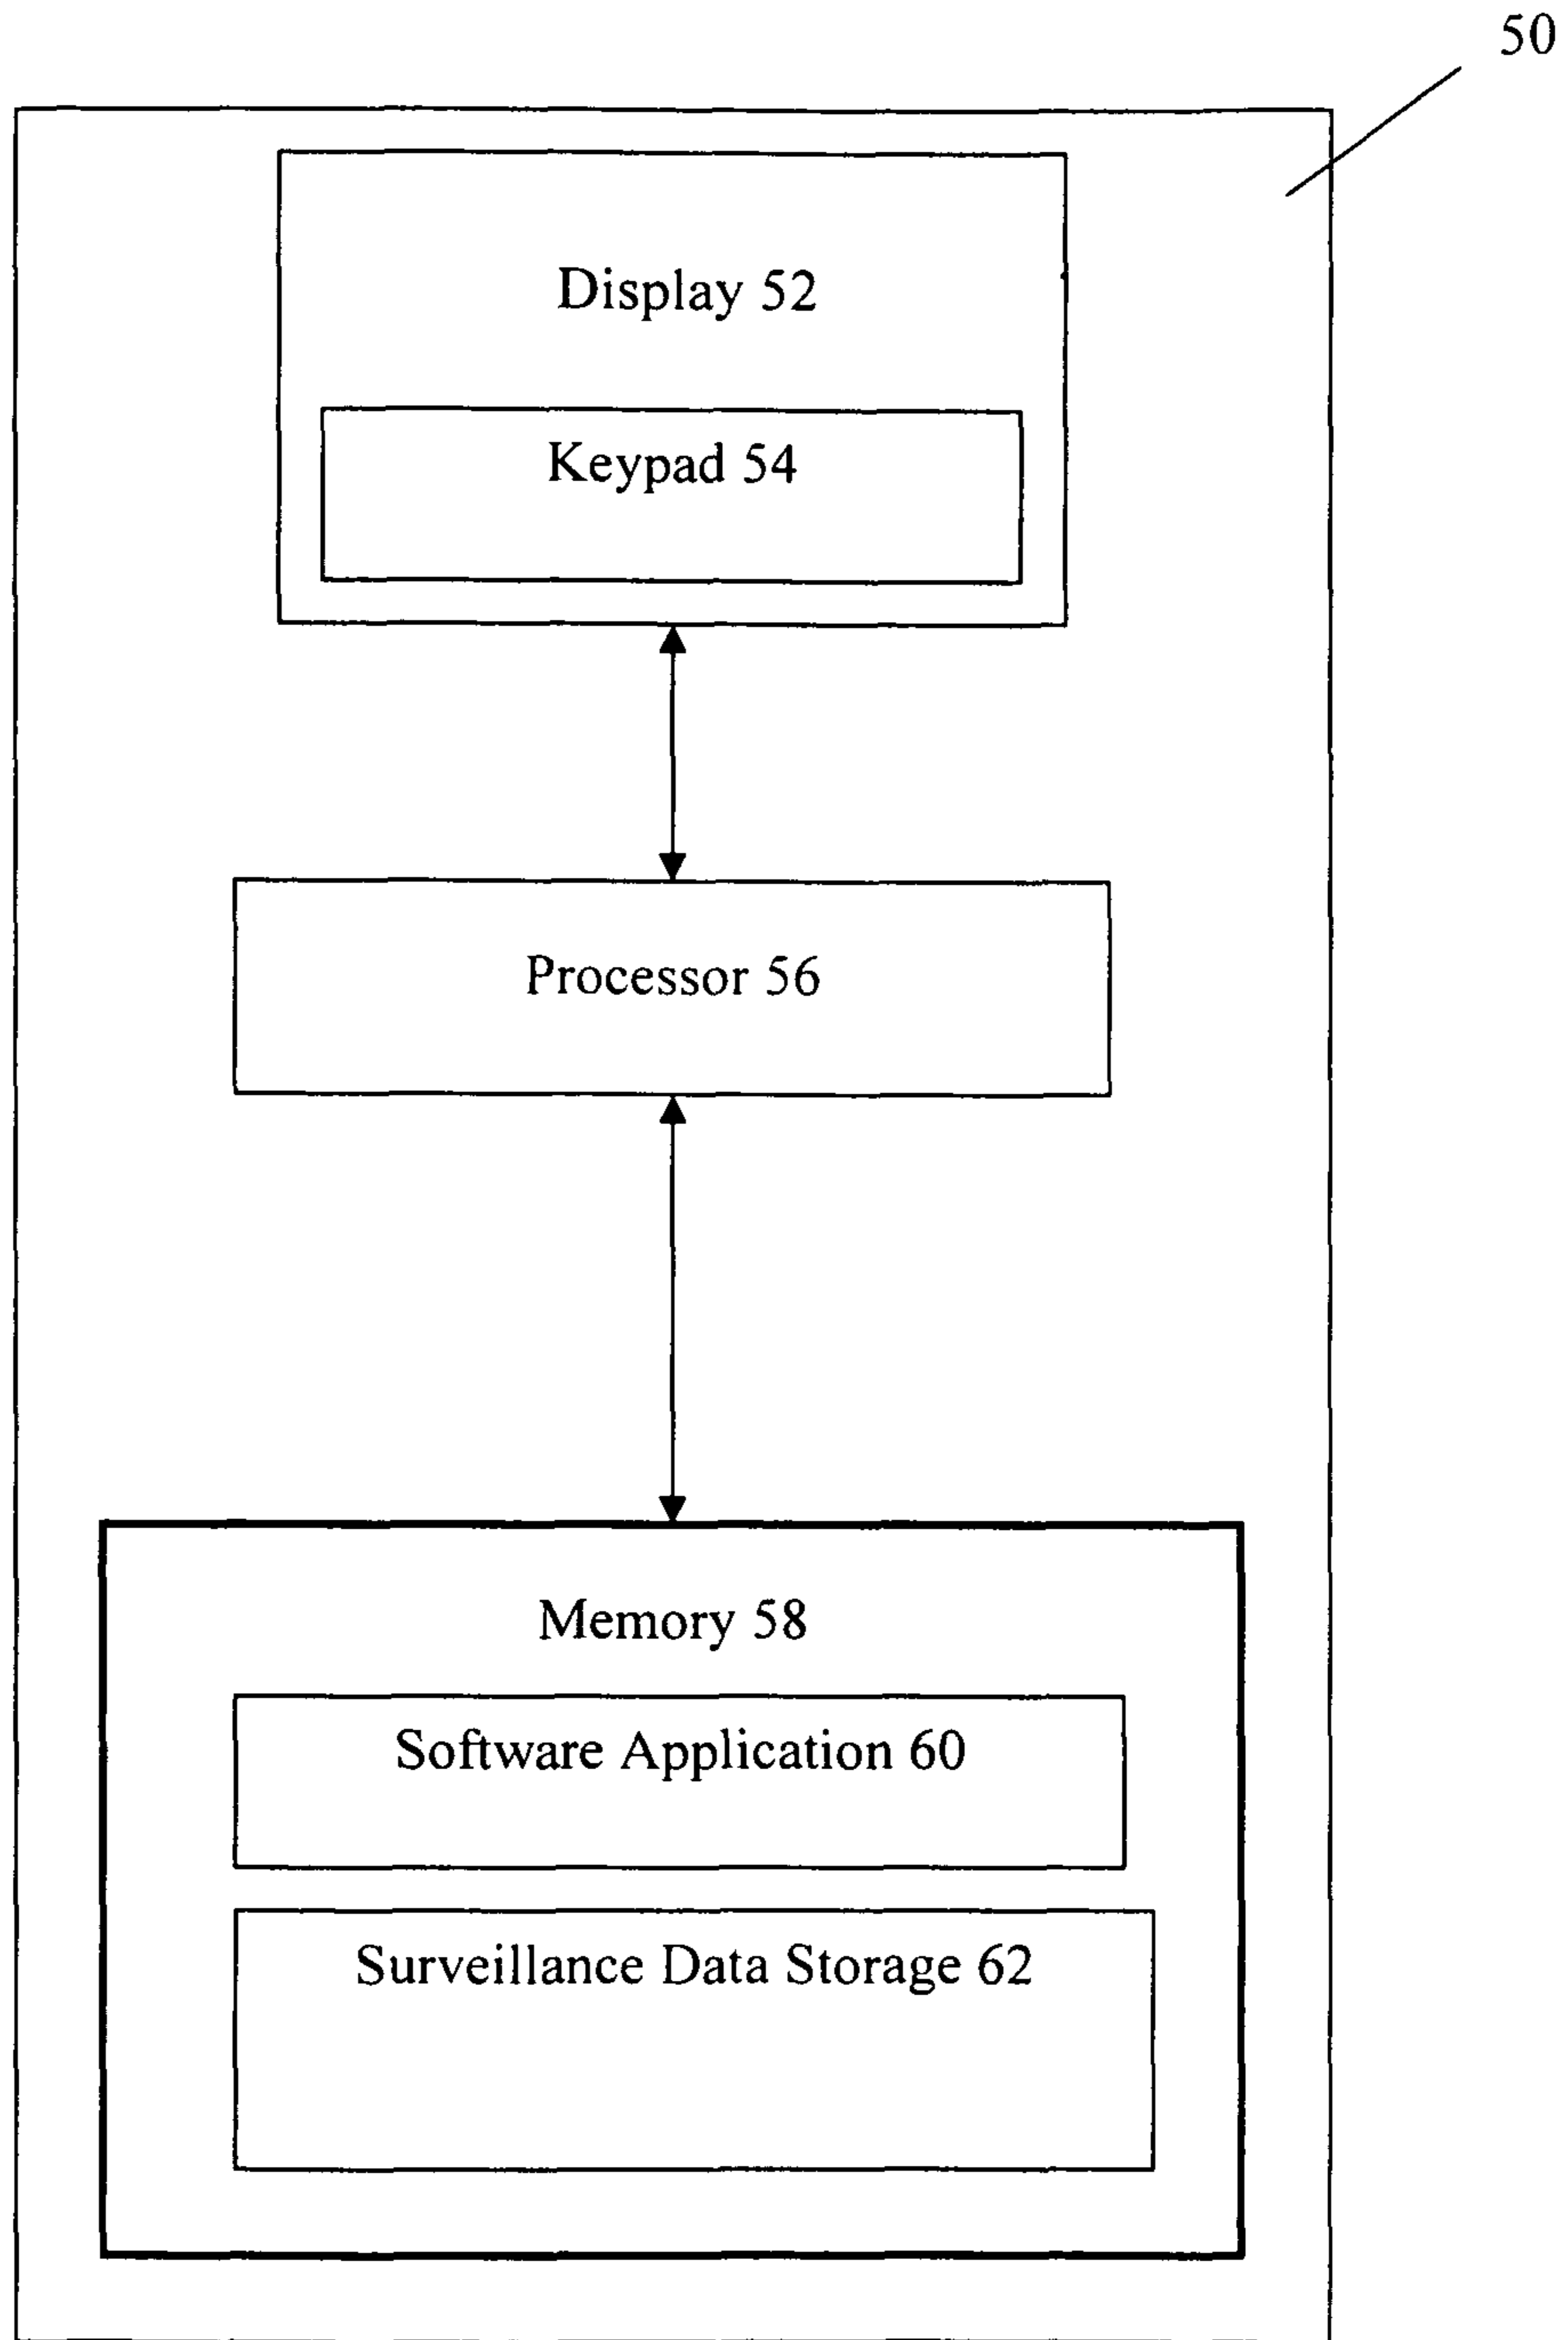 50
Display 52
Keypad 54
Processor 56
Memory 58
Software Application 60
Surveillance Data Storage 62